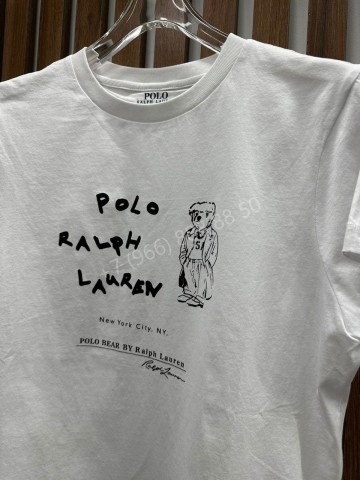 POLO
RALPH LAUREN
POLO
RALPH
LAUREN
S
New York City. NY.
POLO BEAR BY Ralph Lauren
Ralph Lauren